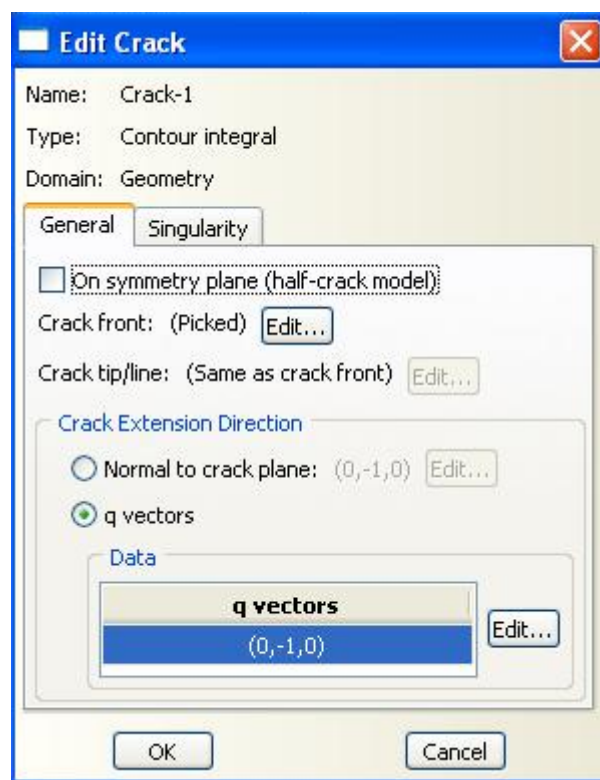 Edit Crack
Name: Crack-1
Type: Contour integral
Domain: Geometry
General Singularity
On symmetry plane (half-crack model)
Crack front: (Picked) Edit...
Crack tip/line: (Same as crack front) Edit...
Crack Extension Direction
Normal to crack plane: (0,-1,0) Edit...
q vectors
Data
q vectors
(0,-1,0)
Edit...
OK Cancel